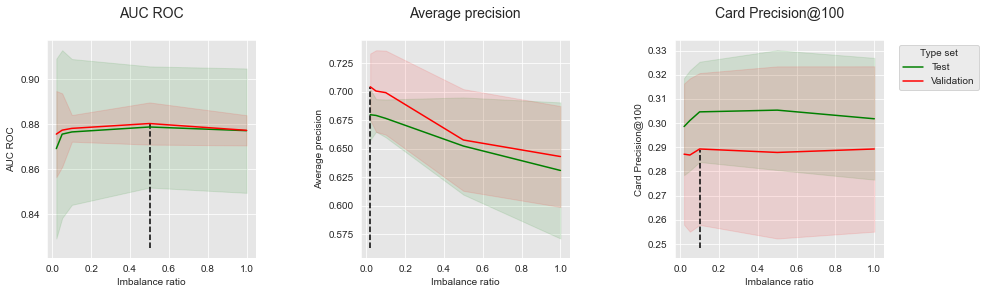 AUC ROC
Average precision
Card Precision@100
AUC ROC
0.90
0.88
0.86
0.84
0.0 0.2 0.4 0.6 0.8 1.0
Imbalance ratio
Average precision
0.725
0.700
0.675
0.650
0.625
0.600
0.575
0.0 0.2 0.4 0.6 0.8 1.0
Imbalance ratio
Card Precision@100
0.33
0.32
0.31
0.30
0.29
0.28
0.27
0.26
0.25
0.0 0.2 0.4 0.6 0.8 1.0
Imbalance ratio
Type set
Test
Validation